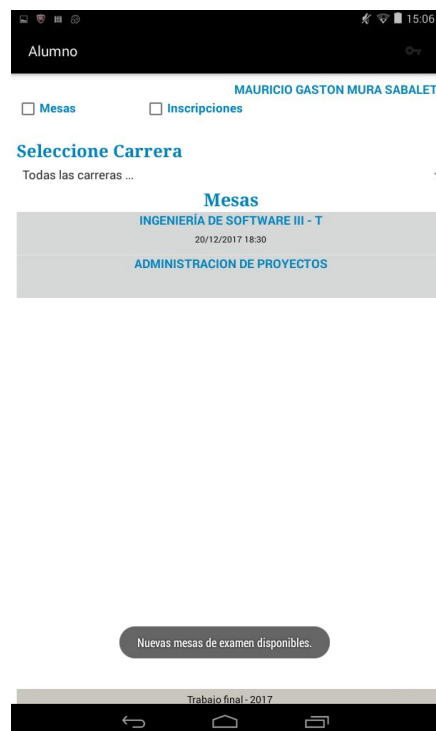 15:06
Alumno
MAURICIO GASTON MURA SABALET
Mesas
Inscripciones
Seleccione Carrera
Todas las carreras ...
Mesas
INGENIERÍA DE SOFTWARE III - T
20/12/2017 18:30
ADMINISTRACION DE PROYECTOS
Nuevas mesas de examen disponibles.
Trabajo final - 2017